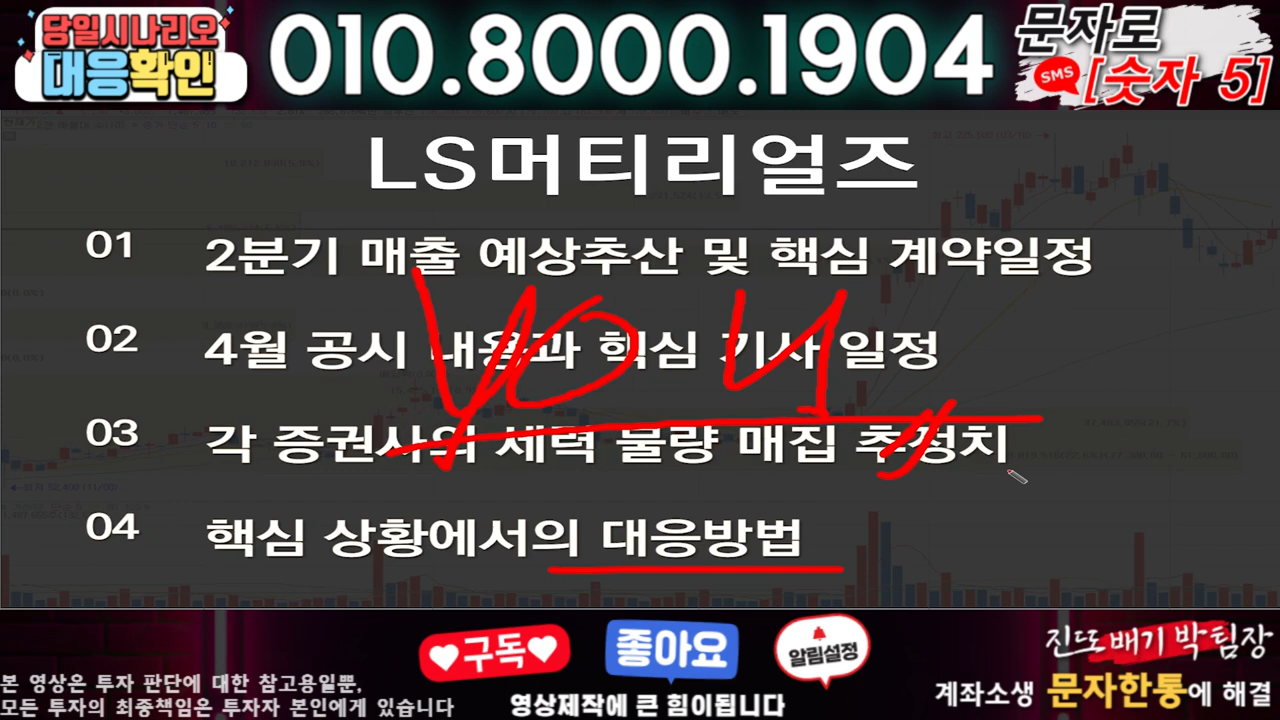 당일시나리오
대응확인
010.8000.1904
문자로
SMS [숫자 5]
LS머티리얼즈
01 2분기 매출 예상추산 및 핵심 계약일정
02 4월 공시 내용과 핵심 기사 일정
03 각 증권사의 세력 물량 매집 추정치
04 핵심 상황에서의 대응방법
구독
좋아요
알림설정
영상제작에 큰 힘이됩니다
본 영상은 투자 판단에 대한 참고용일뿐,
모든 투자의 최종책임은 투자자 본인에게 있습니다
진또배기 박팀장
계좌소생 문자한통에 해결